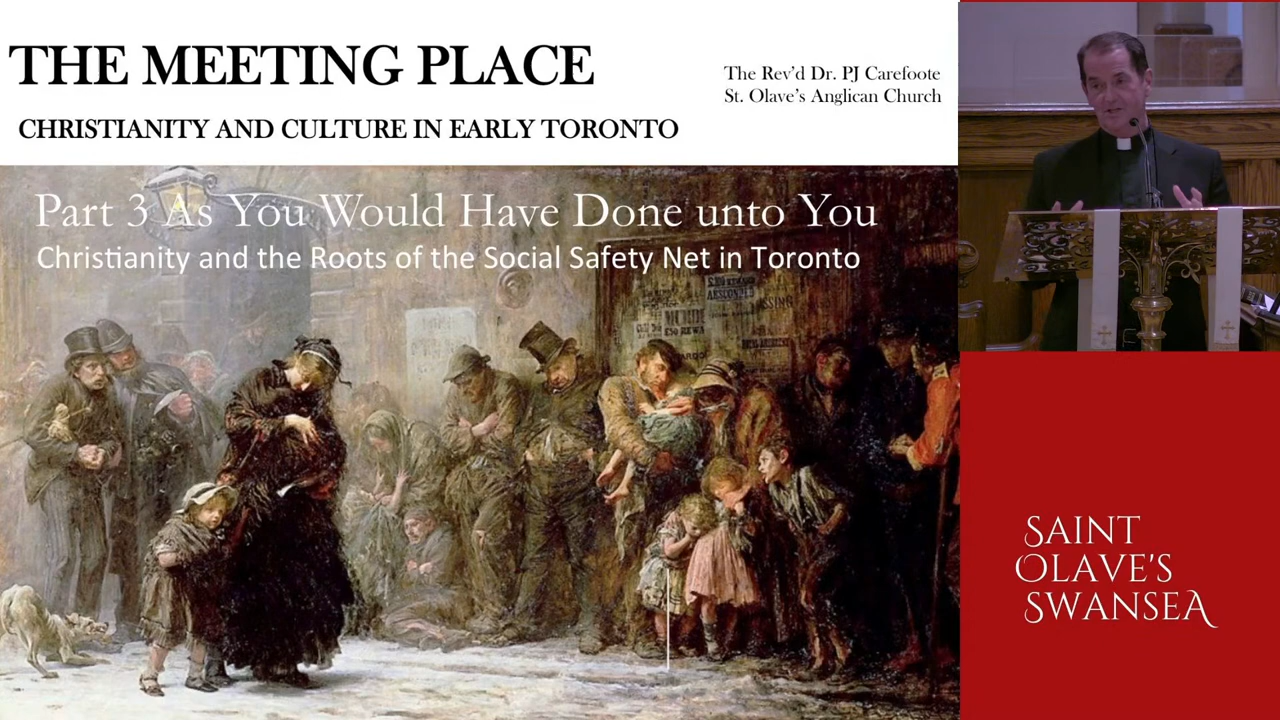 THE MEETING PLACE
CHRISTIANITY AND CULTURE IN EARLY TORONTO
The Rev'd Dr. PJ Carefoote
St. Olave's Anglican Church
Part 3 As You Would Have Done unto You
Christianity and the Roots of the Social Safety Net in Toronto
ABSCONDED
MISSING
SAINT
OLAVE'S
SWANSEA